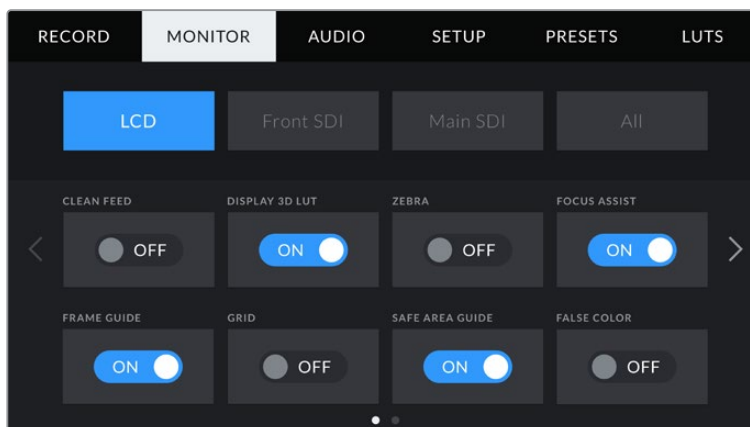 RECORD MONITOR AUDIO SETUP PRESETS LUTS
LCD Front SDI Main SDI All
CLEAN FEED DISPLAY 3D LUT ZEBRA FOCUS ASSIST
OFF ON OFF ON
FRAME GUIDE GRID SAFE AREA GUIDE FALSE COLOR
ON OFF ON OFF